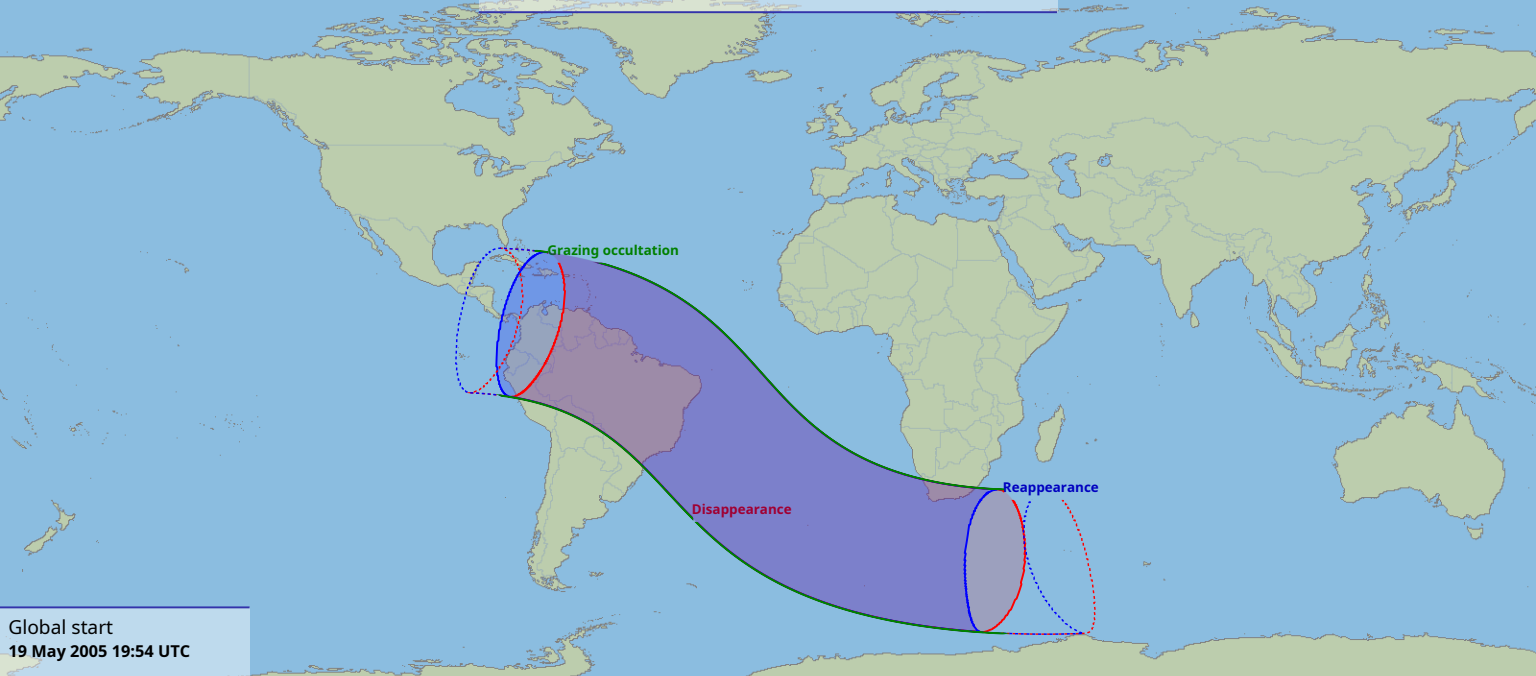 Grazing occultation
Reappearance
Disappearance
Global start
19 May 2005 19:54 UTC